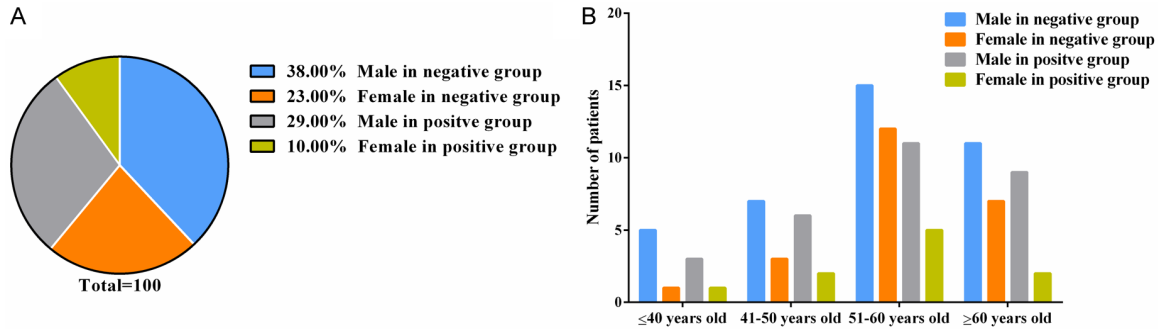 A
38.00% Male in negative group
23.00% Female in negative group
29.00% Male in positve group
10.00% Female in positive group
Total=100
B
Number of patients
20
15
10
5
0
Male in negative group
Female in negative group
Male in positve group
Female in positive group
≤40 years old
41-50 years old
51-60 years old
≥60 years old